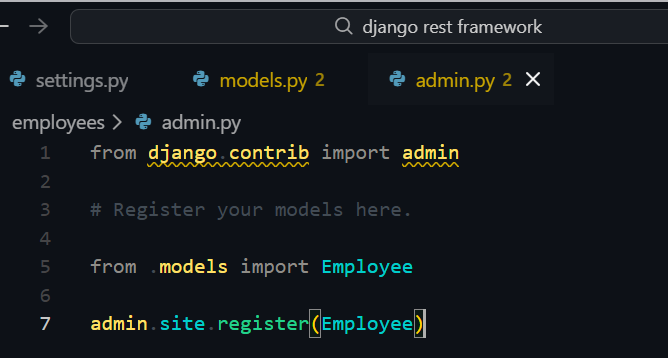 django rest framework
settings.py models.py 2 admin.py 2
employees > admin.py
1 from django.contrib import admin
2
3 # Register your models here.
4
5 from .models import Employee
6
7 admin.site.register(Employee)